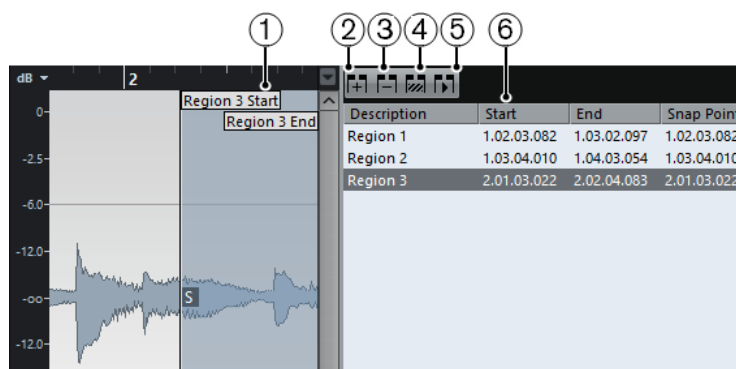 1 2 3 4 5 6
dB 2
Region 3 Start
Region 3 End
0-
-2.5-
-6.0-
-12.0-
-oo-
-12.0-
S
Description Start End Snap Poin
Region 1 1.02.03.082 1.03.02.097 1.02.03.082
Region 2 1.03.04.010 1.04.03.054 1.03.04.010
Region 3 2.01.03.022 2.02.04.083 2.01.03.022